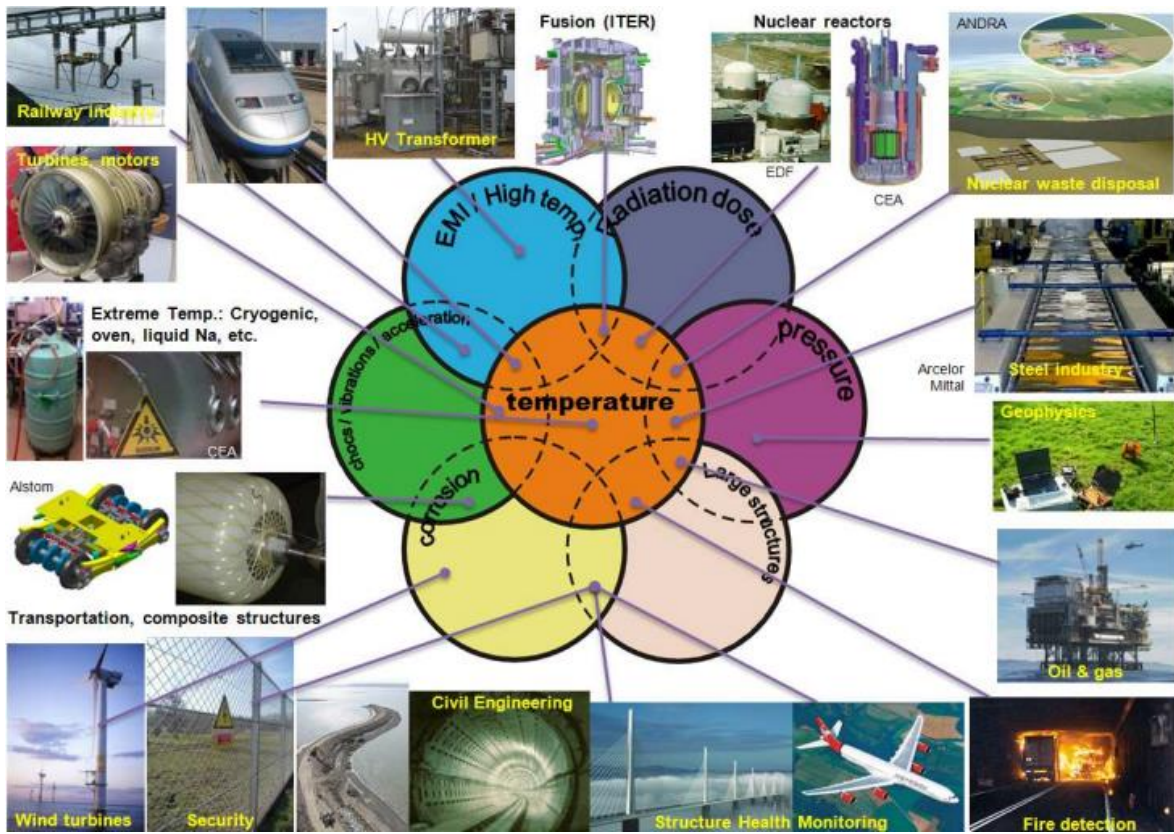 Fusion (ITER)
Nuclear reactors
ANDRA
Railway industry
HV Transformer
Turbines, motors
EDF
CEA
Nuclear waste disposal
EMI / High temp.
Radiation dose
Extreme Temp.: Cryogenic,
oven, liquid Na, etc.
chocs / vibrations / acceleration
pressure
temperature
Arcelor
Mittal
Steel industry
Geophysics
CEA
Alstom
corrosion
Large structures
Transportation, composite structures
Oil & gas
Civil Engineering
Wind turbines
Security
Structure Health Monitoring
Fire detection